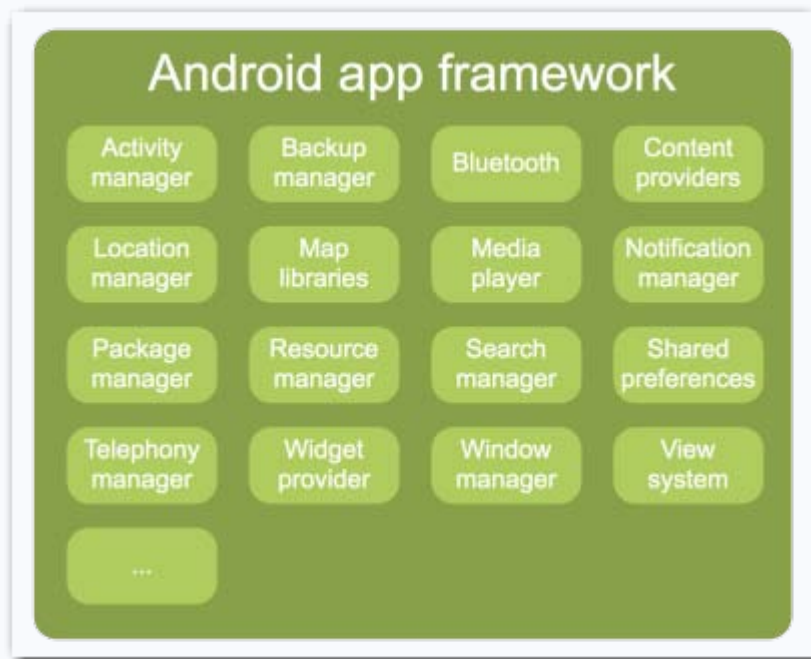 Android app framework
Activity
manager
Backup
manager
Bluetooth
Content
providers
Location
manager
Map
libraries
Media
player
Notification
manager
Package
manager
Resource
manager
Search
manager
Shared
preferences
Telephony
manager
Widget
provider
Window
manager
View
system
...